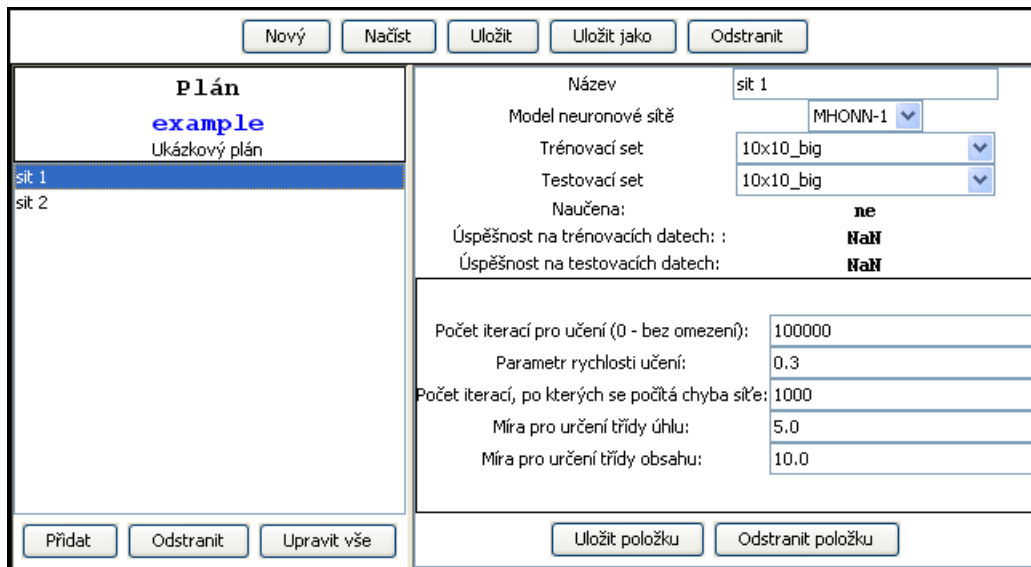 Nový Načíst Uložit Uložit jako Odstranit
Plán
example
Ukázkový plán
sit 1
sit 2
Přidat Odstranit Upravit vše
Název sit 1
Model neuronové sítě MHONN-1
Trénovací set 10x10_big
Testovací set 10x10_big
Naučena: ne
Úspěšnost na trénovacích datech: : NaN
Úspěšnost na testovacích datech: NaN
Počet iterací pro učení (0 - bez omezení): 100000
Parametr rychlosti učení: 0.3
Počet iterací, po kterých se počítá chyba síťe: 1000
Míra pro určení třídy úhlu: 5.0
Míra pro určení třídy obsahu: 10.0
Uložit položku Odstranit položku